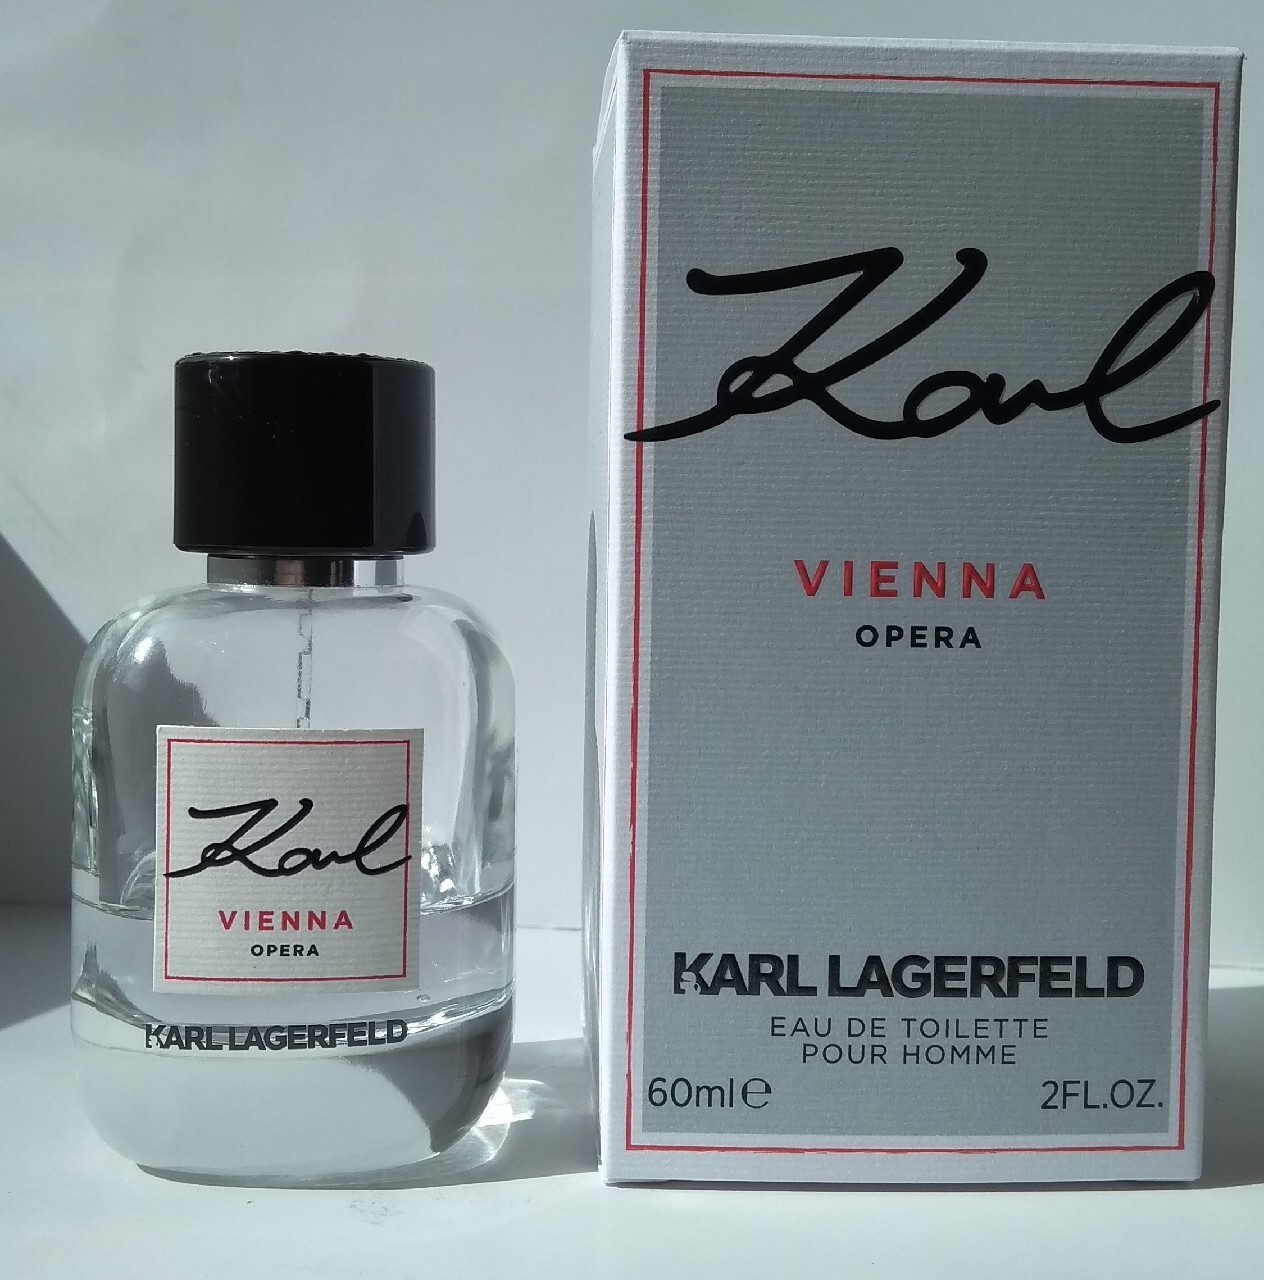 Karl
VIENNA
OPERA
KARL LAGERFELD
Karl
VIENNA
OPERA
KARL LAGERFELD
EAU DE TOILETTE
POUR HOMME
60ml℮ 2FL.OZ.